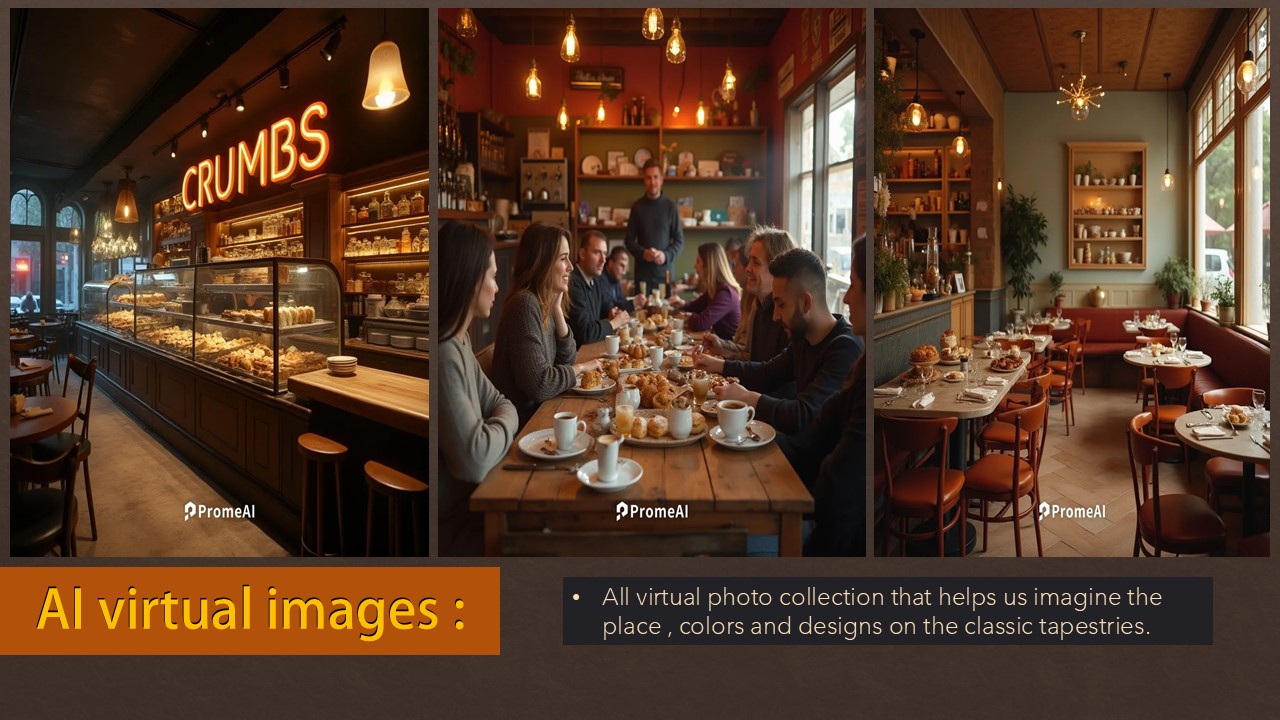 CRUMBS
PromeAI
PromeAI
PromeAI
AI virtual images :
• All virtual photo collection that helps us imagine the
place , colors and designs on the classic tapestries.